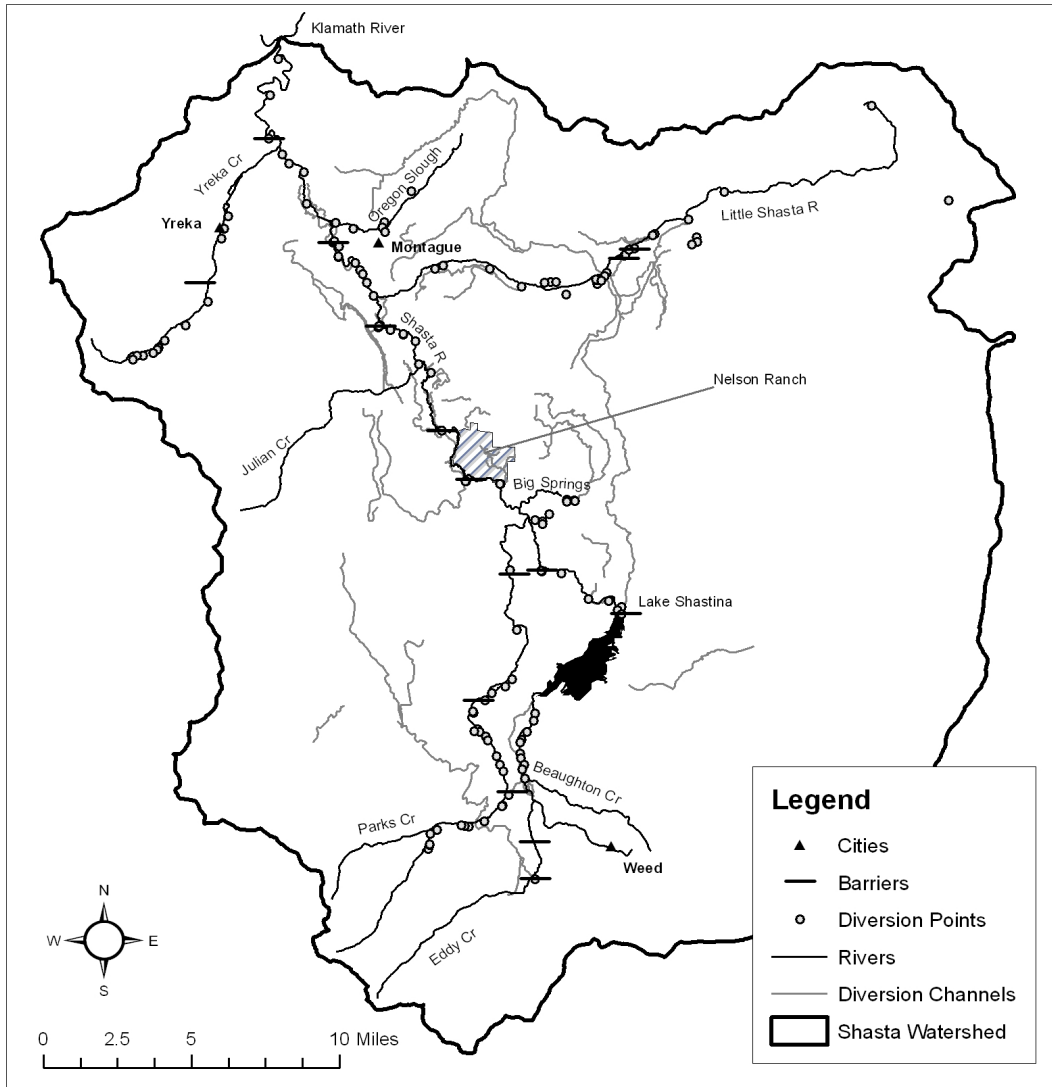 Klamath River
Yreka Cr
Oregon Slough
Little Shasta R
Yreka
Montague
Shasta R
Nelson Ranch
Julian Cr
Big Springs
Lake Shastina
Beaughton Cr
Parks Cr
Weed
Eddy Cr
N
W
E
S
0 2.5 5 10 Miles
Legend
Cities
Barriers
Diversion Points
Rivers
Diversion Channels
Shasta Watershed